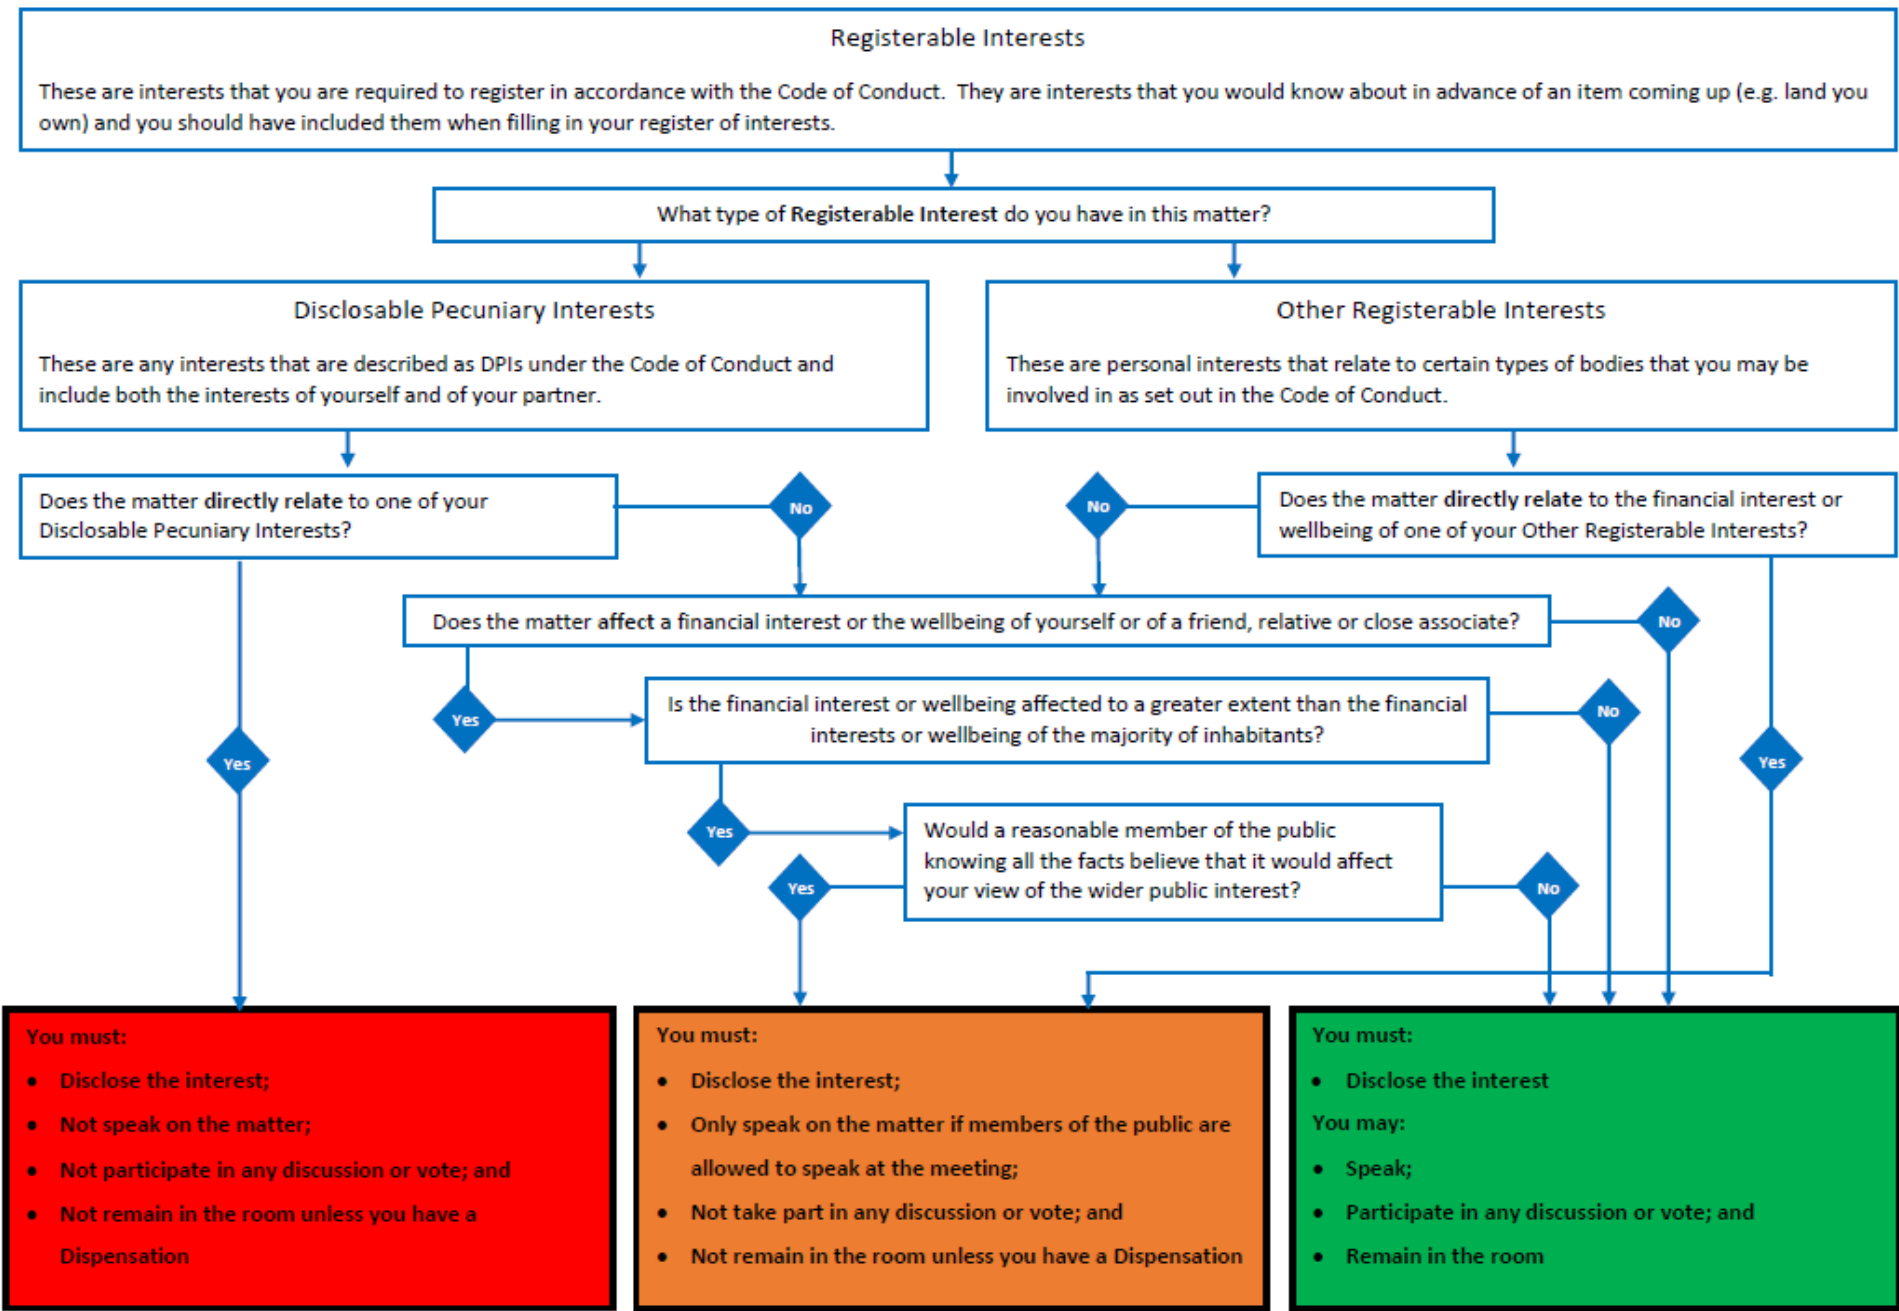 Registerable Interests
These are interests that you are required to register in accordance with the Code of Conduct. They are interests that you would know about in advance of an item coming up (e.g. land you
own) and you should have included them when filling in your register of interests.
What type of Registerable Interest do you have in this matter?
Disclosable Pecuniary Interests
These are any interests that are described as DPIs under the Code of Conduct and
include both the interests of yourself and of your partner.
Other Registerable Interests
These are personal interests that relate to certain types of bodies that you may be
involved in as set out in the Code of Conduct.
Does the matter directly relate to one of your
Disclosable Pecuniary Interests?
No
No
Does the matter directly relate to the financial interest or
wellbeing of one of your Other Registerable Interests?
Does the matter affect a financial interest or the wellbeing of yourself or of a friend, relative or close associate?
No
Yes
Is the financial interest or wellbeing affected to a greater extent than the financial
interests or wellbeing of the majority of inhabitants?
No
Yes
Yes
Yes
Would a reasonable member of the public
knowing all the facts believe that it would affect
your view of the wider public interest?
Yes
No
You must:
• Disclose the interest;
• Not speak on the matter;
• Not participate in any discussion or vote; and
• Not remain in the room unless you have a
Dispensation
You must:
• Disclose the interest;
• Only speak on the matter if members of the public are
allowed to speak at the meeting;
• Not take part in any discussion or vote; and
• Not remain in the room unless you have a Dispensation
You must:
• Disclose the interest
You may:
• Speak;
• Participate in any discussion or vote; and
• Remain in the room